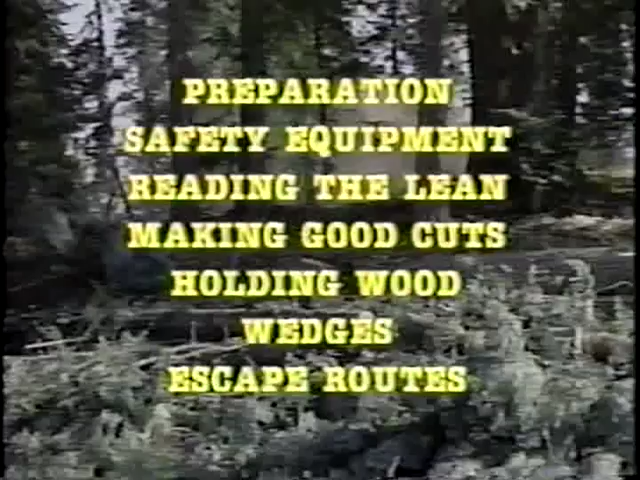 PREPARATION
SAFETY EQUIPMENT
READING THE LEAN
MAKING GOOD CUTS
HOLDING WOOD
WEDGES
ESCAPE ROUTES